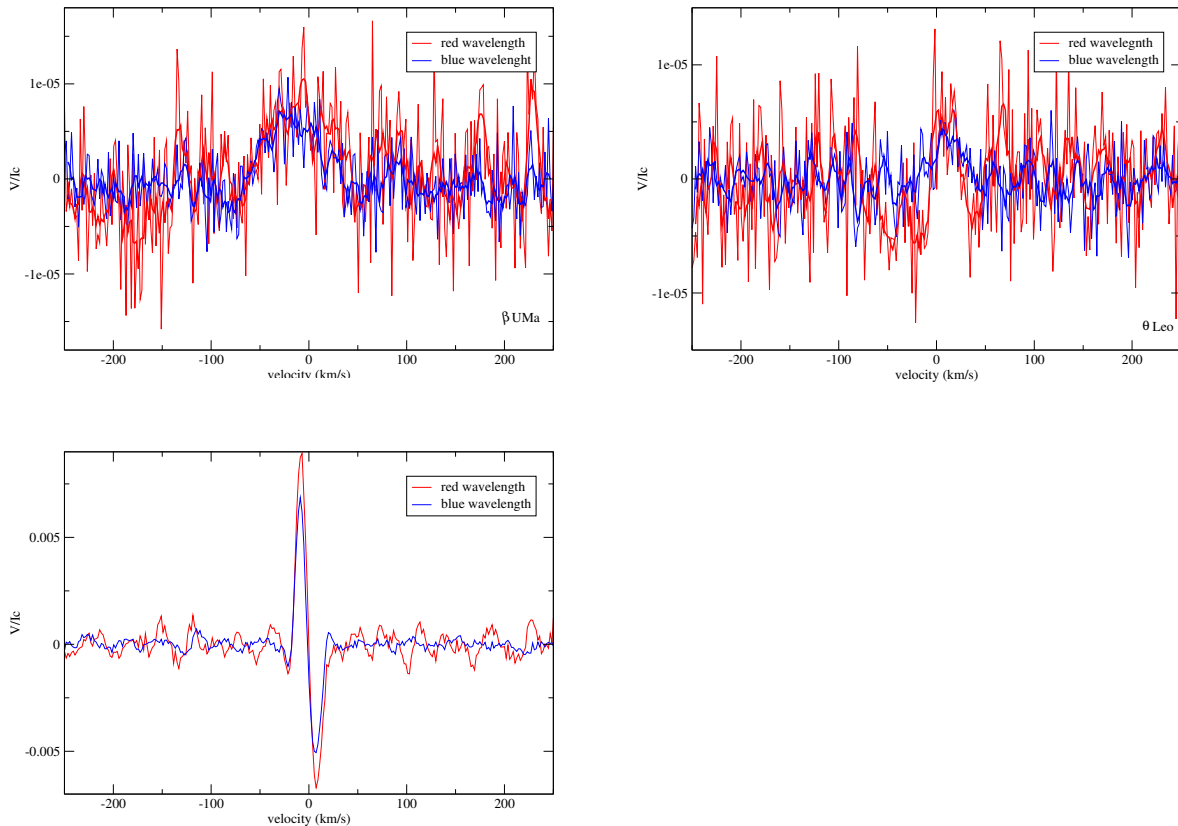 red wavelength
blue wavelenght
1e-05
0
-1e-05
V/Ic
β UMa
-200
-100
0
100
200
velocity (km/s)
red wavelegnth
blue wavelength
1e-05
0
-1e-05
V/Ic
θ Leo
-200
-100
0
100
200
velocity (km/s)
red wavelength
blue wavelength
0.005
0
-0.005
V/Ic
-200
-100
0
100
200
velocity (km/s)